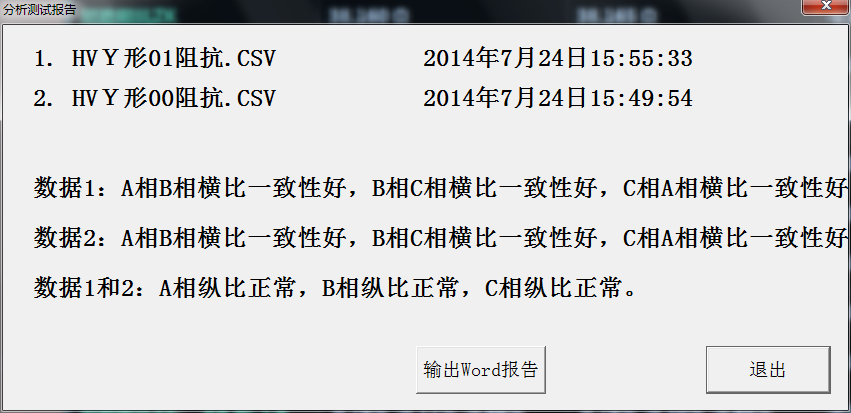 分析测试报告
1. HVY形01阻抗.CSV 2014年7月24日15:55:33
2. HVY形00阻抗.CSV 2014年7月24日15:49:54
数据1：A相B相横比一致性好，B相C相横比一致性好，C相A相横比一致性好
数据2：A相B相横比一致性好，B相C相横比一致性好，C相A相横比一致性好
数据1和2：A相纵比正常，B相纵比正常，C相纵比正常。
输出Word报告
退出